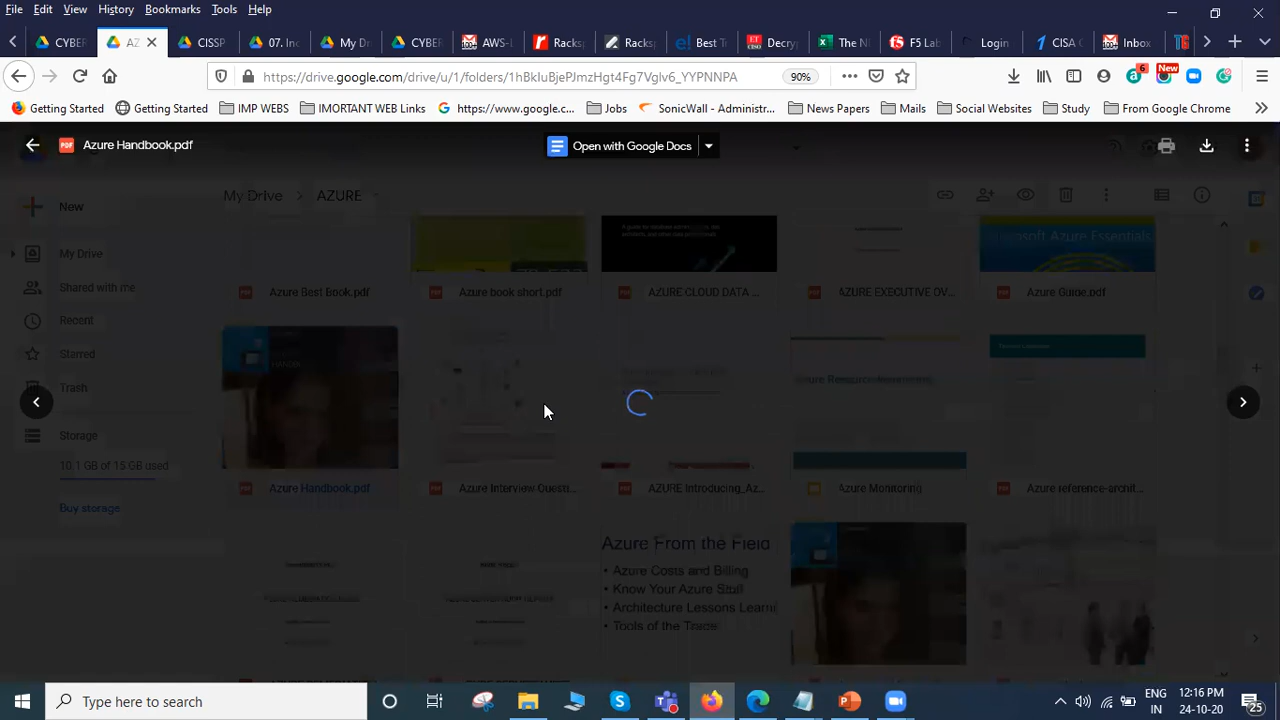 File Edit View History Bookmarks Tools Help
CYBER AZ CISSP 07. In My D CYBER AWS- Racks Racks Best T Decry The N F5 Lab Login CISA C Inbox
https://drive.google.com/drive/u/1/folders/1hBkIuBjePJmzHgt4Fg7Vglv6_YYPNNPA 90% 6 New
Getting Started Getting Started IMP WEBS IMORTANT WEB Links https://www.google.c... Jobs SonicWall - Administr... News Papers Mails Social Websites Study From Google Chrome
Azure Handbook.pdf Open with Google Docs
My Drive > AZURE
New
My Drive
Shared with me
Recent
Starred
Trash
Storage
10.1 GB of 15 GB used
Buy storage
Microsoft Azure Essentials
Azure Best Book.pdf Azure book short.pdf AZURE CLOUD DATA ... AZURE EXECUTIVE OV... Azure Guide.pdf
Azure Handbook.pdf Azure Interview Questi... AZURE Introducing_Az... Azure Monitoring Azure reference-archit...
Azure From the Field
• Azure Costs and Billing
• Know Your Azure Stuff
• Architecture Lessons Learn
• Tools of the Trade
Type here to search
ENG
IN
12:16 PM
24-10-20
25